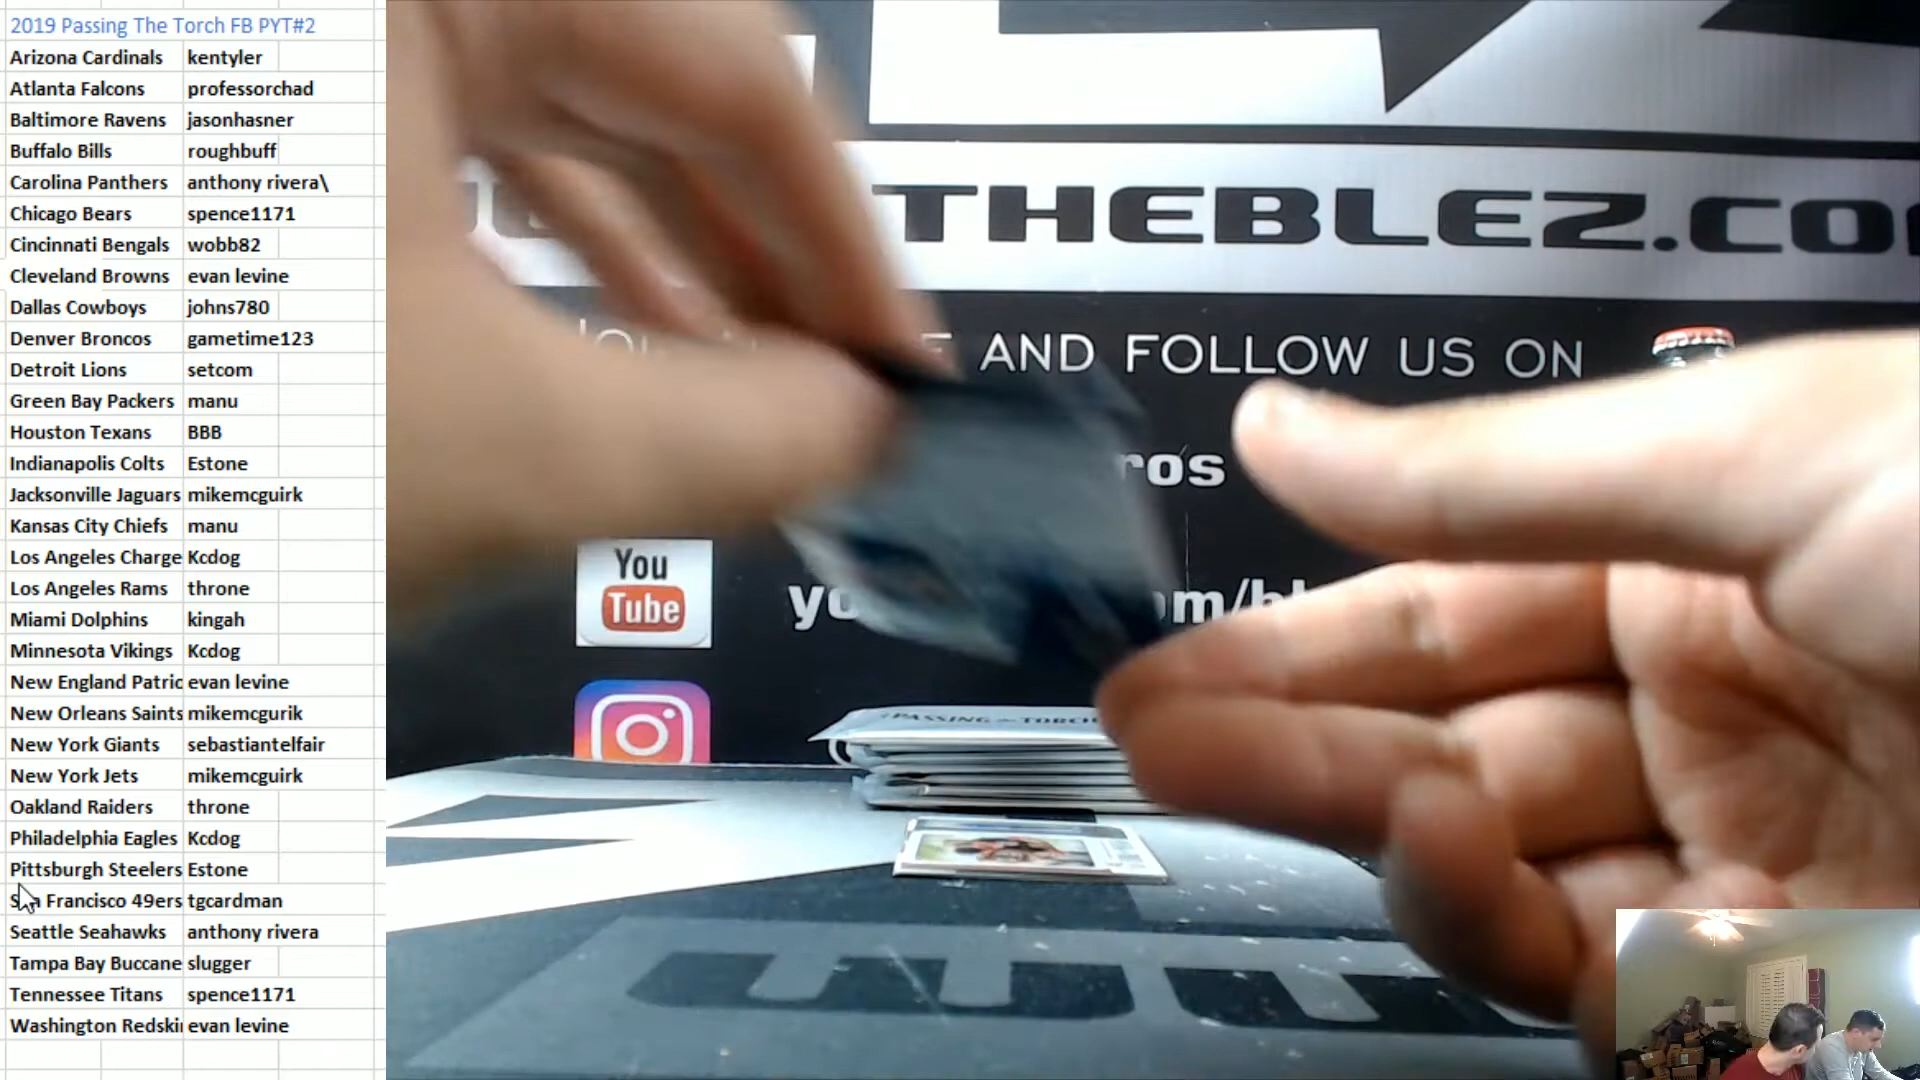 2019 Passing The Torch FB PYT#2
Arizona Cardinals kentyler
Atlanta Falcons professorchad
Baltimore Ravens jasonhasner
Buffalo Bills roughbuff
Carolina Panthers anthony rivera\
Chicago Bears spence1171
Cincinnati Bengals wobb82
Cleveland Browns evan levine
Dallas Cowboys johns780
Denver Broncos gametime123
Detroit Lions setcom
Green Bay Packers manu
Houston Texans BBB
Indianapolis Colts Estone
Jacksonville Jaguars mikemcguirk
Kansas City Chiefs manu
Los Angeles Charge Kcdog
Los Angeles Rams throne
Miami Dolphins kingah
Minnesota Vikings Kcdog
New England Patric evan levine
New Orleans Saints mikemcgurik
New York Giants sebastiantelfair
New York Jets mikemcguirk
Oakland Raiders throne
Philadelphia Eagles Kcdog
Pittsburgh Steelers Estone
San Francisco 49ers tgcardman
Seattle Seahawks anthony rivera
Tampa Bay Buccane slugger
Tennessee Titans spence1171
Washington Redski evan levine
THEBLEZ.CO
AND FOLLOW US ON
ros
You
Tube
om/bl
PASSING the TORCH